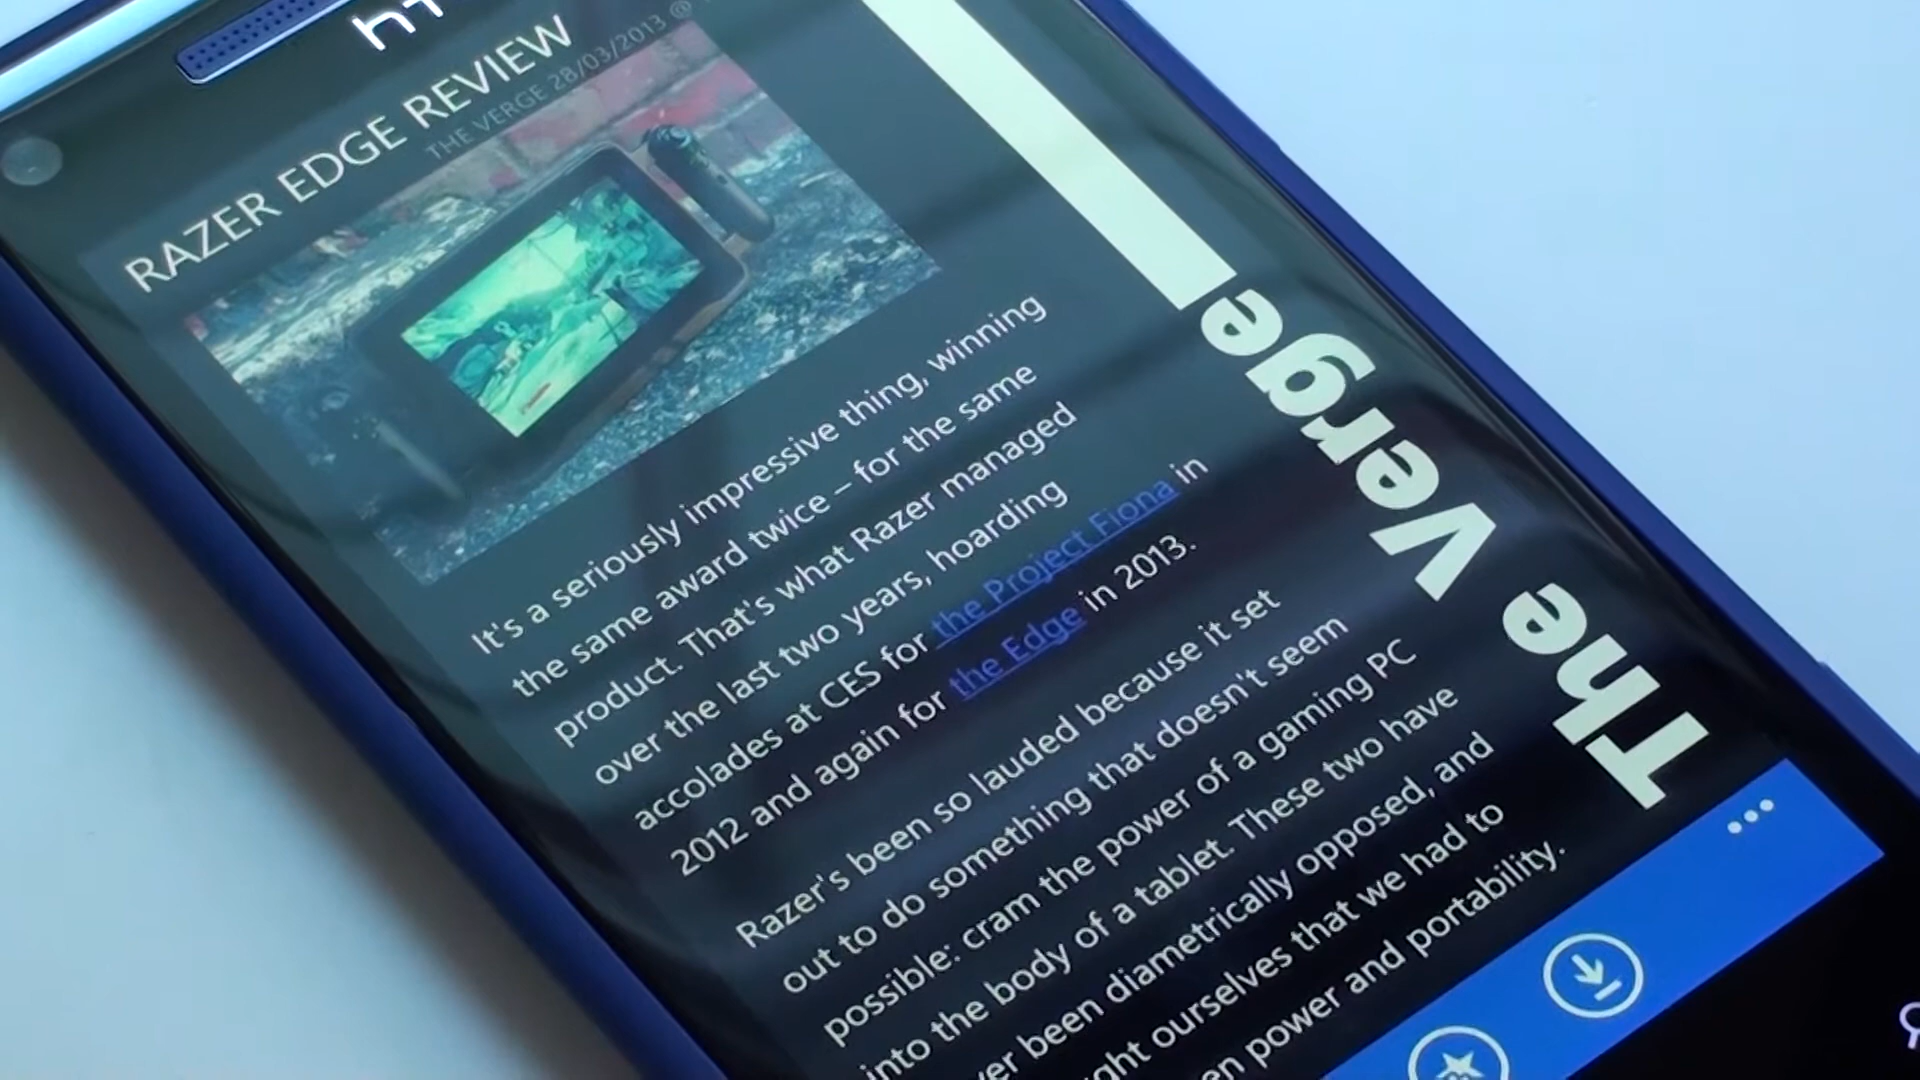 hT
RAZER EDGE REVIEW
THE VERGE 28/03/2013 @
It's a seriously impressive thing, winning
the same award twice – for the same
product. That's what Razer managed
over the last two years, hoarding
accolades at CES for the Project Fiona in
2012 and again for the Edge in 2013.
Razer's been so lauded because it set
out to do something that doesn't seem
possible: cram the power of a gaming PC
into the body of a tablet. These two have
er been diametrically opposed, and
ght ourselves that we had to
en power and portability.
The Verge